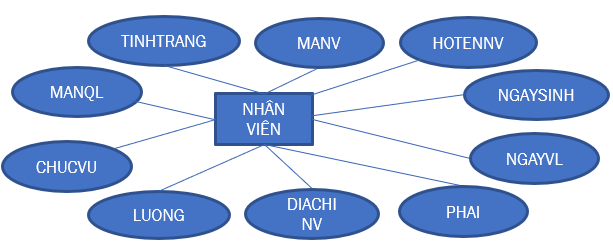 TINHTRANG
MANV
HOTENNV
MANQL
NHÂN
VIÊN
NGAYSINH
CHUCVU
NGAYVL
LUONG
DIACHI
NV
PHAI